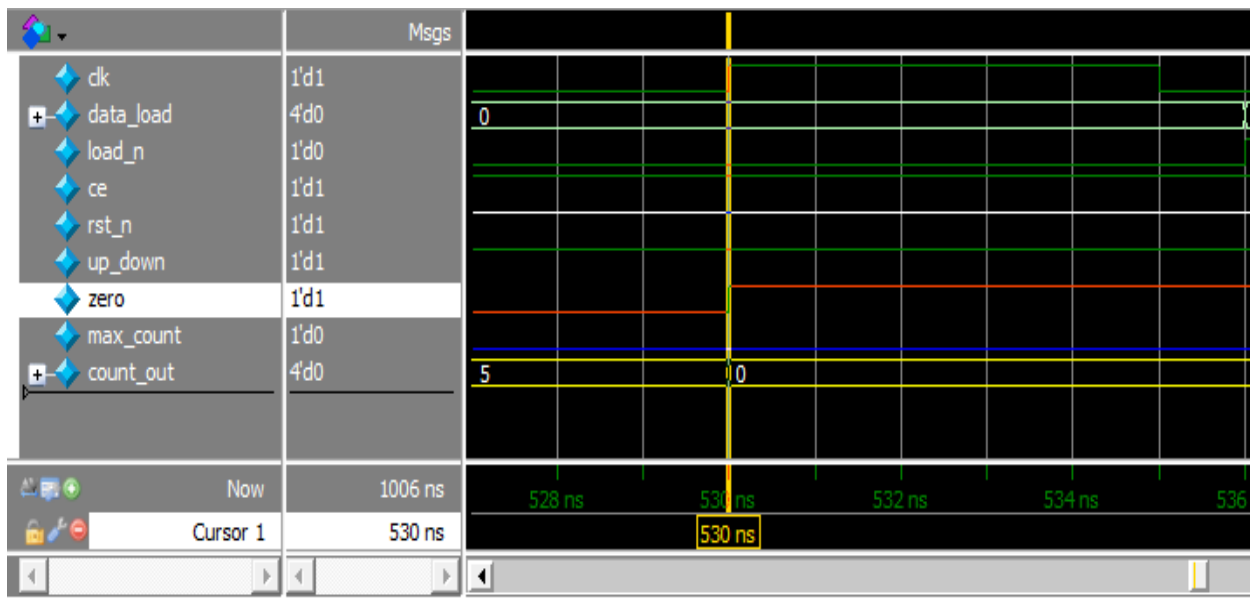 Msgs
clk 1'd1
data_load 4'd0 0
load_n 1'd0
ce 1'd1
rst_n 1'd1
up_down 1'd1
zero 1'd1
max_count 1'd0
count_out 4'd0 5 0
Now 1006 ns 528 ns 530 ns 532 ns 534 ns 536
Cursor 1 530 ns 530 ns